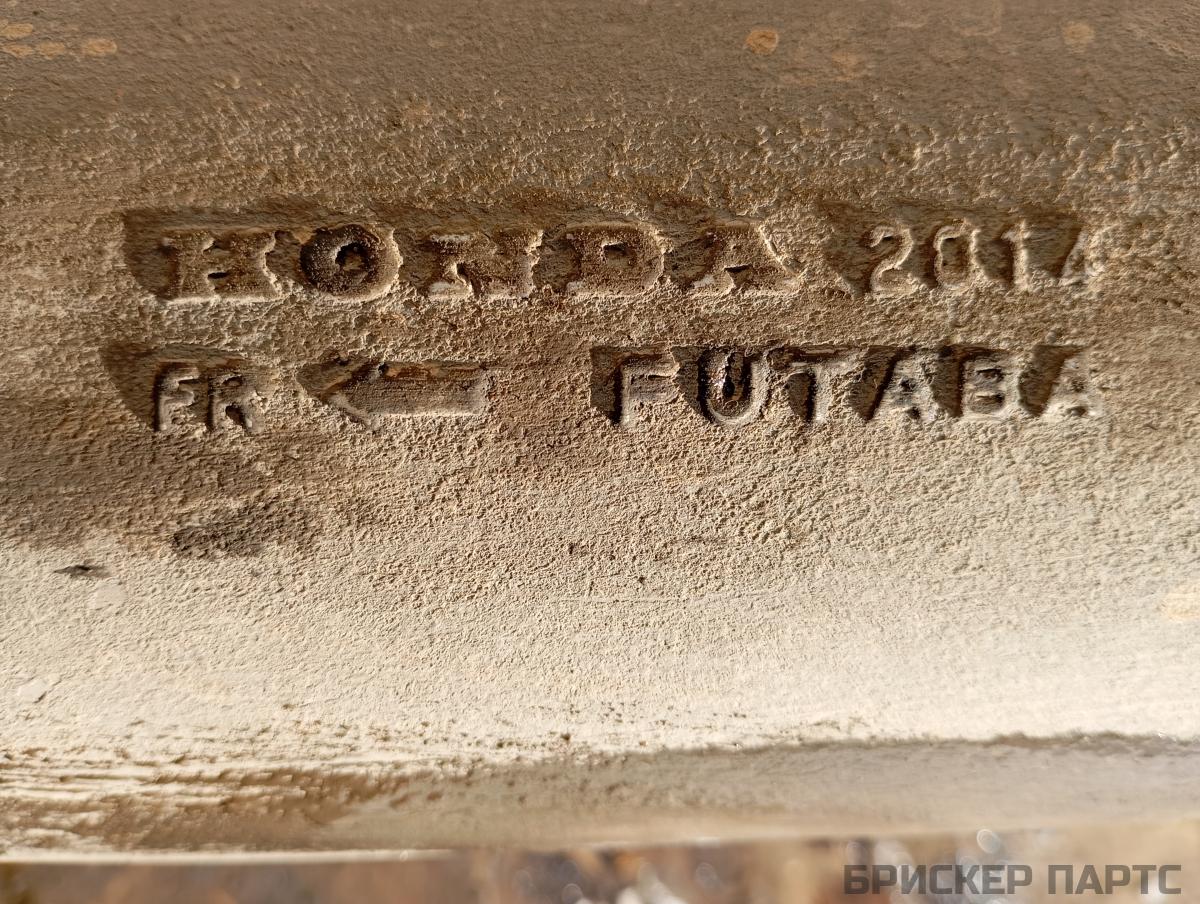 HONDA 2014
FR ← FUTABA
БРИСКЕР ПАРТС